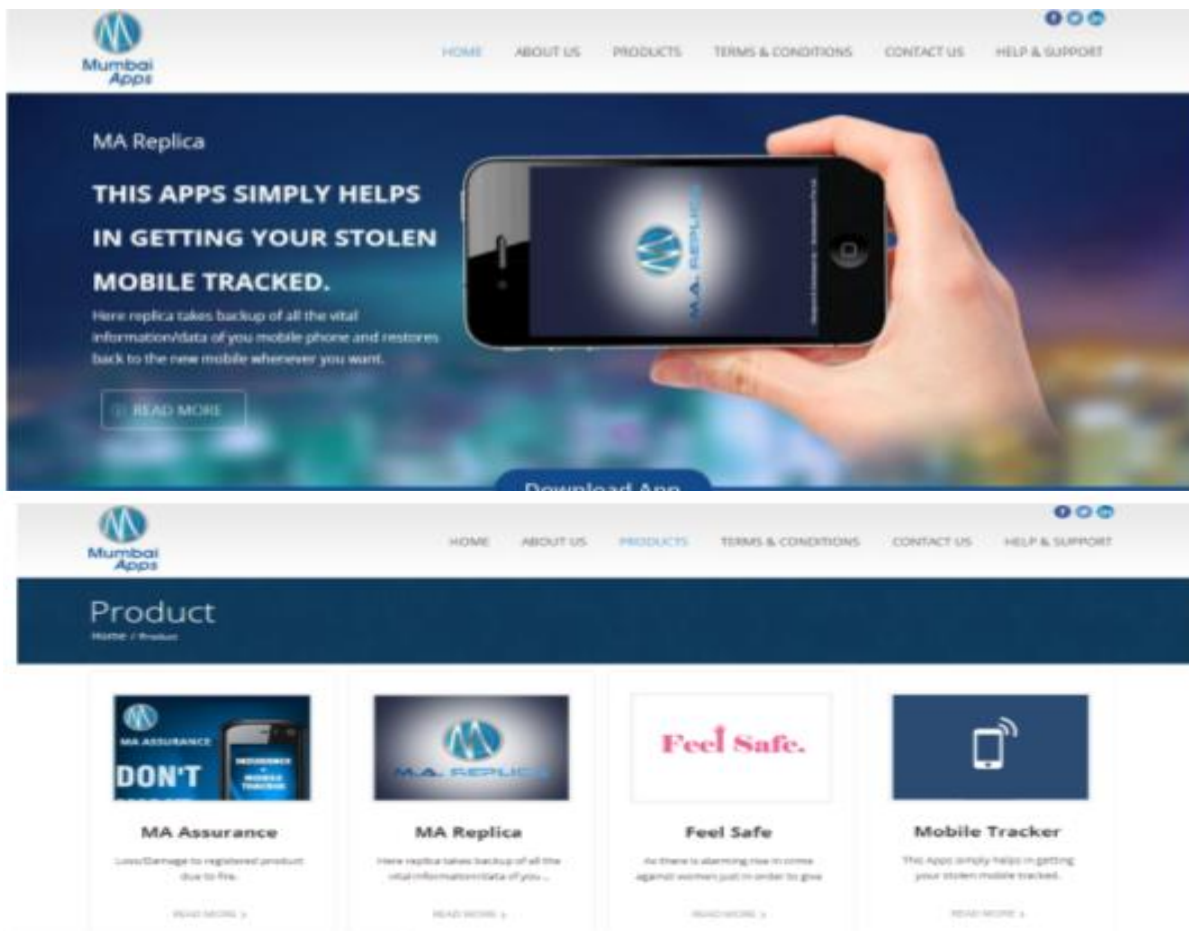 Mumbai
Apps
HOME ABOUT US PRODUCTS TERMS & CONDITIONS CONTACT US HELP & SUPPORT
MA Replica
THIS APPS SIMPLY HELPS
IN GETTING YOUR STOLEN
MOBILE TRACKED.
Here replica takes backup of all the vital
information/data of you mobile phone and restores
back to the new mobile whenever you want.
READ MORE
M.A. REPLICA
Download App
Mumbai
Apps
HOME ABOUT US PRODUCTS TERMS & CONDITIONS CONTACT US HELP & SUPPORT
Product
Home / Product
MA ASSURANCE
DON'T
INSURANCE
+
MOBILE
TRACKER
M.A. REPLICA
Feel Safe.
MA Assurance
Loss/Damage to registered product
due to fire.
READ MORE >
MA Replica
Here replica takes backup of all the
vital information/data of you ...
READ MORE >
Feel Safe
As there is alarming rise in crime
against women just in order to give
READ MORE >
Mobile Tracker
This Apps simply helps in getting
your stolen mobile tracked.
READ MORE >